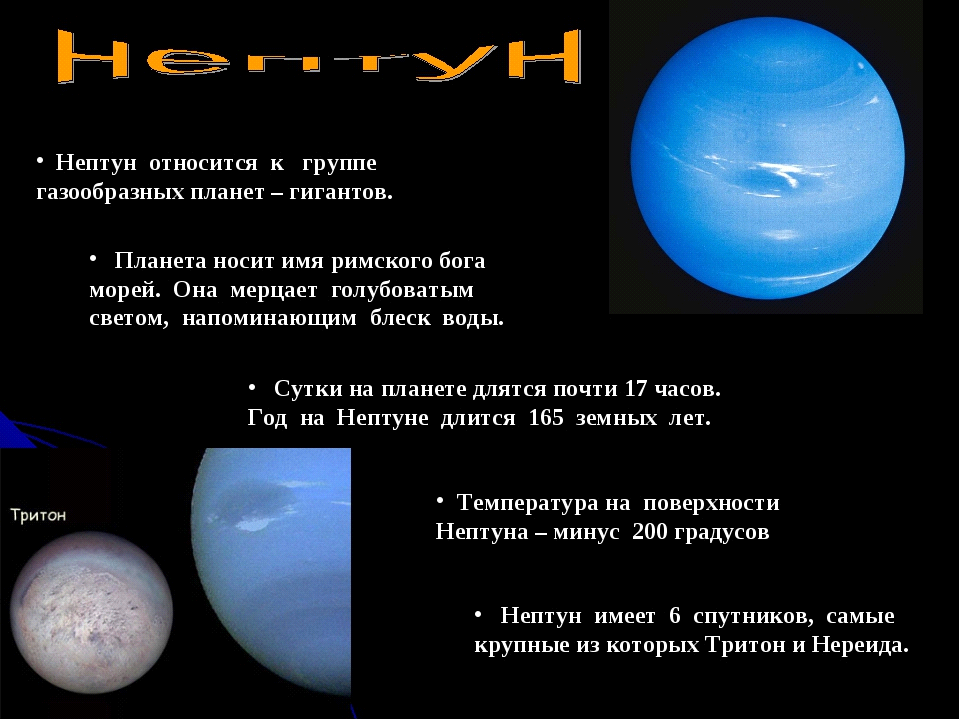 Нептун
• Нептун относится к группе
газообразных планет – гигантов.
• Планета носит имя римского бога
морей. Она мерцает голубоватым
светом, напоминающим блеск воды.
• Сутки на планете длятся почти 17 часов.
Год на Нептуне длится 165 земных лет.
Тритон
• Температура на поверхности
Нептуна – минус 200 градусов
• Нептун имеет 6 спутников, самые
крупные из которых Тритон и Нереида.